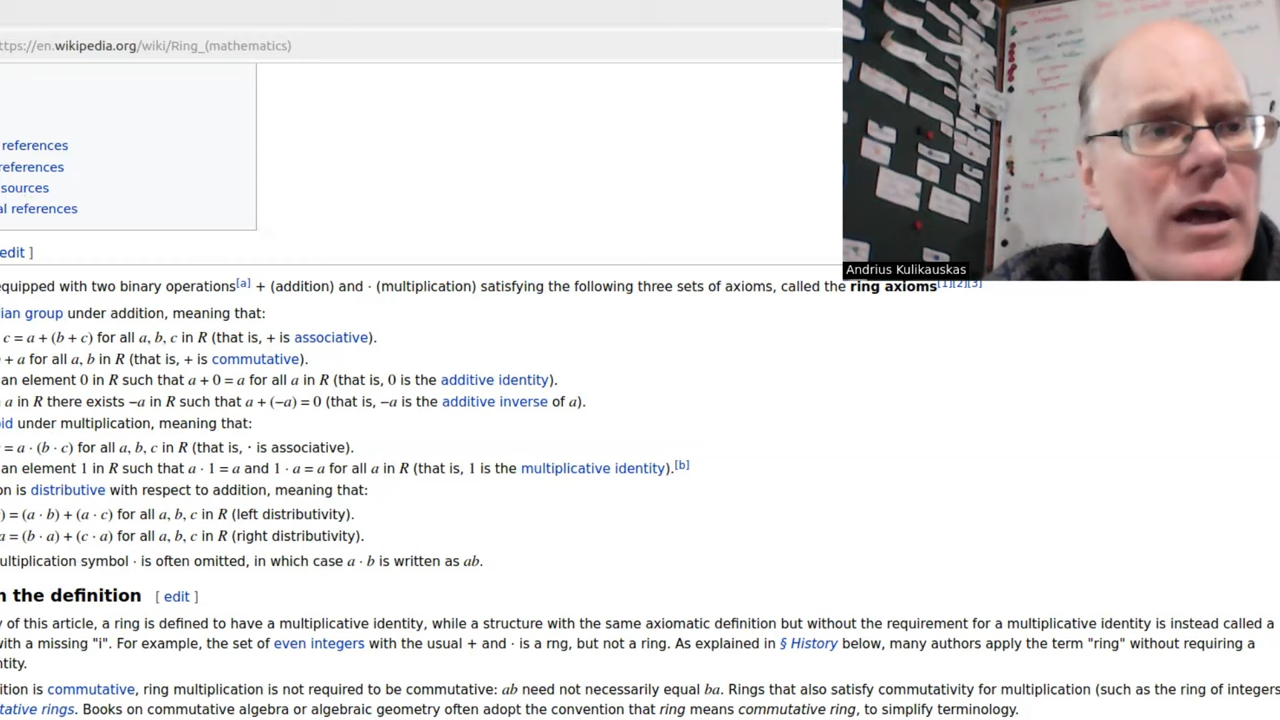 ttps://en.wikipedia.org/wiki/Ring_(mathematics)
references
references
sources
al references
edit ]
equipped with two binary operations[a] + (addition) and · (multiplication) satisfying the following three sets of axioms, called the ring axioms[1][2][3]
ian group under addition, meaning that:
c = a + (b + c) for all a, b, c in R (that is, + is associative).
+ a for all a, b in R (that is, + is commutative).
an element 0 in R such that a + 0 = a for all a in R (that is, 0 is the additive identity).
a in R there exists −a in R such that a + (−a) = 0 (that is, −a is the additive inverse of a).
id under multiplication, meaning that:
= a · (b · c) for all a, b, c in R (that is, · is associative).
an element 1 in R such that a · 1 = a and 1 · a = a for all a in R (that is, 1 is the multiplicative identity).[b]
on is distributive with respect to addition, meaning that:
) = (a · b) + (a · c) for all a, b, c in R (left distributivity).
a = (b · a) + (c · a) for all a, b, c in R (right distributivity).
ultiplication symbol · is often omitted, in which case a · b is written as ab.
n the definition [ edit ]
y of this article, a ring is defined to have a multiplicative identity, while a structure with the same axiomatic definition but without the requirement for a multiplicative identity is instead called a
with a missing "i". For example, the set of even integers with the usual + and · is a rng, but not a ring. As explained in § History below, many authors apply the term "ring" without requiring a
ntity.
ition is commutative, ring multiplication is not required to be commutative: ab need not necessarily equal ba. Rings that also satisfy commutativity for multiplication (such as the ring of integers
tative rings. Books on commutative algebra or algebraic geometry often adopt the convention that ring means commutative ring, to simplify terminology.
Andrius Kulikauskas